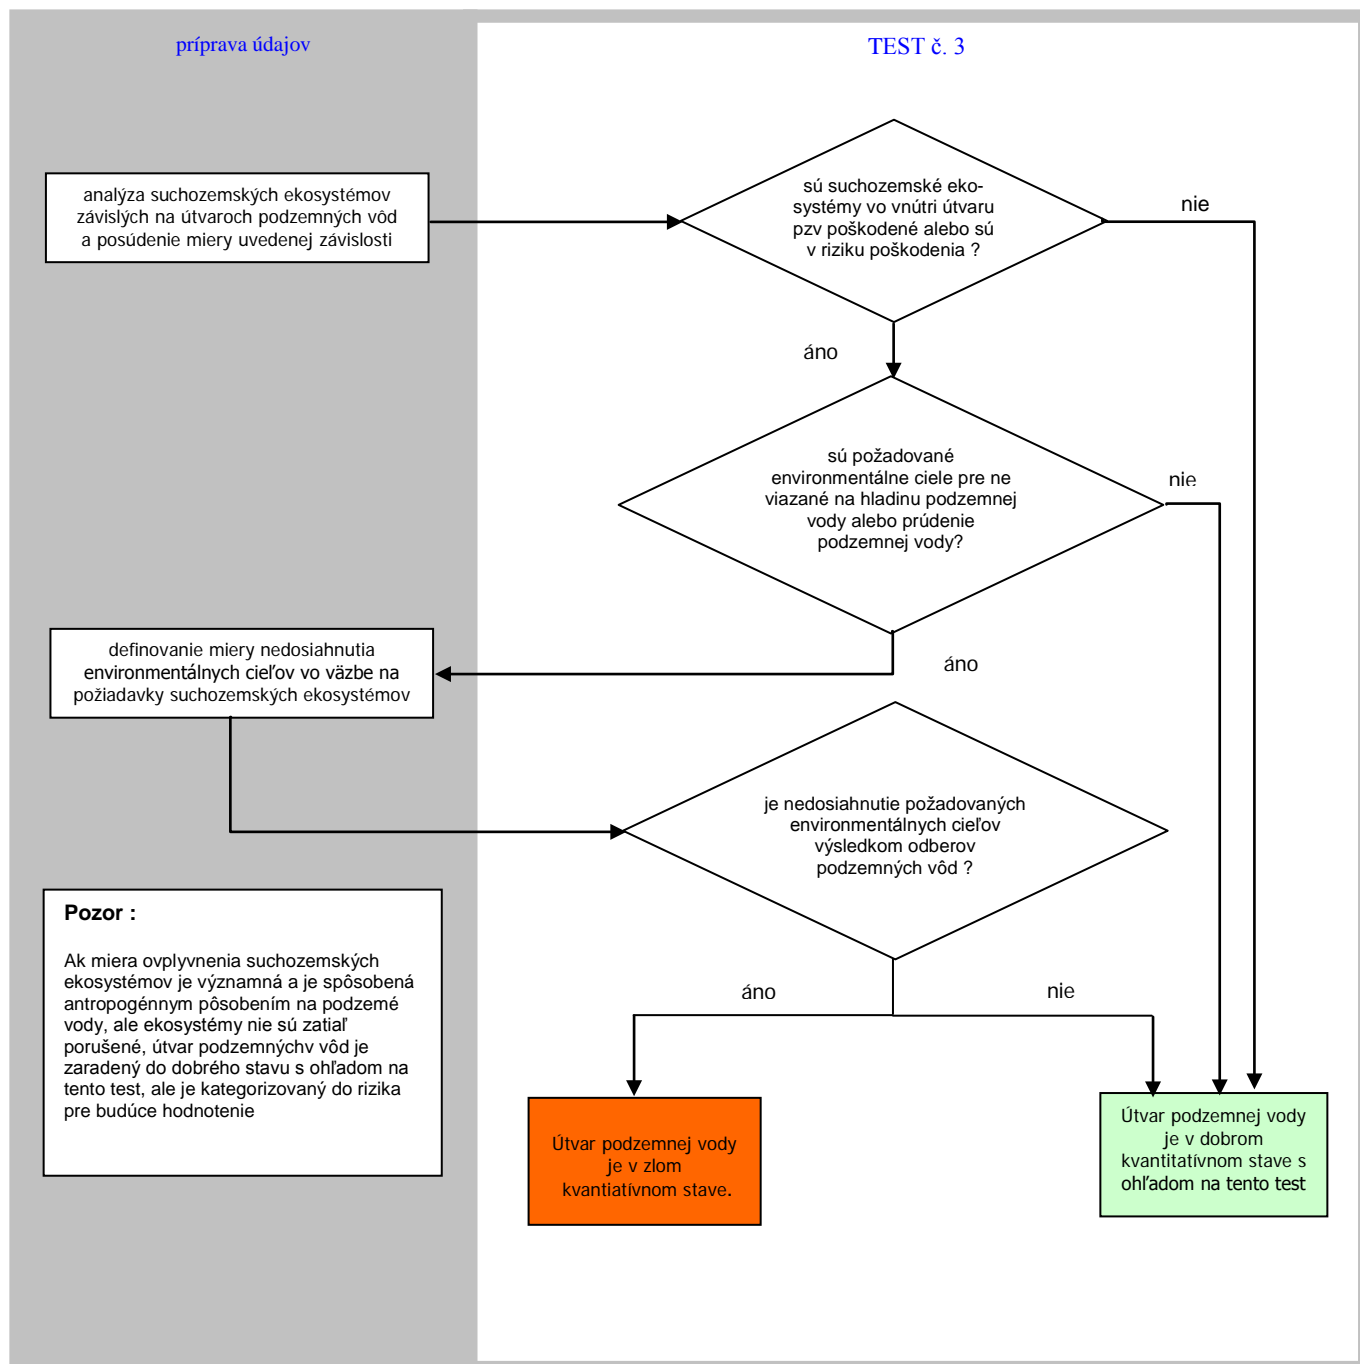 príprava údajov
TEST č. 3
analýza suchozemských ekosystémov
závislých na útvaroch podzemných vôd
a posúdenie miery uvedenej závislosti
sú suchozemské eko-
systémy vo vnútri útvaru
pzv poškodené alebo sú
v riziku poškodenia ?
nie
áno
sú požadované
environmentálne ciele pre ne
viazané na hladinu podzemnej
vody alebo prúdenie
podzemnej vody?
nie
áno
definovanie miery nedosiahnutia
environmentálnych cieľov vo väzbe na
požiadavky suchozemských ekosystémov
je nedosiahnutie požadovaných
environmentálnych cieľov
výsledkom odberov
podzemných vôd ?
áno
nie
Pozor :
Ak miera ovplyvnenia suchozemských
ekosystémov je významná a je spôsobená
antropogénnym pôsobením na podzemé
vody, ale ekosystémy nie sú zatiaľ
porušené, útvar podzemnýchv vôd je
zaradený do dobrého stavu s ohľadom na
tento test, ale je kategorizovaný do rizika
pre budúce hodnotenie
Útvar podzemnej vody
je v zlom
kvantiatívnom stave.
Útvar podzemnej vody
je v dobrom
kvantitatívnom stave s
ohľadom na tento test